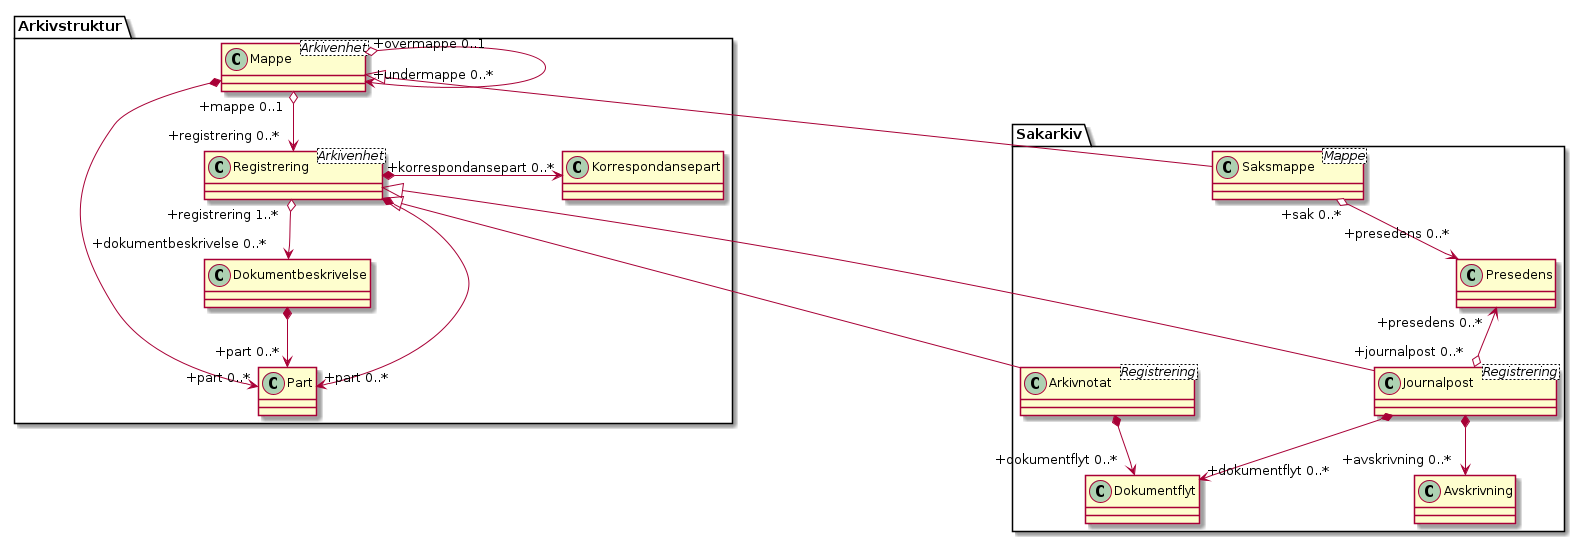 Arkivstruktur
Arkivenhet
C Mappe
+overmappe 0..1
+undermappe 0..*
+mappe 0..1
+registrering 0..*
Arkivenhet
C Registrering
+korrespondansepart 0..*
C Korrespondansepart
+registrering 1..*
+dokumentbeskrivelse 0..*
C Dokumentbeskrivelse
+part 0..*
+part 0..*
+part 0..*
C Part
Sakarkiv
Mappe
C Saksmappe
+sak 0..*
+presedens 0..*
C Presedens
+presedens 0..*
+journalpost 0..*
Registrering
C Arkivnotat
Registrering
C Journalpost
+dokumentflyt 0..*
+dokumentflyt 0..*
+avskrivning 0..*
C Dokumentflyt
C Avskrivning